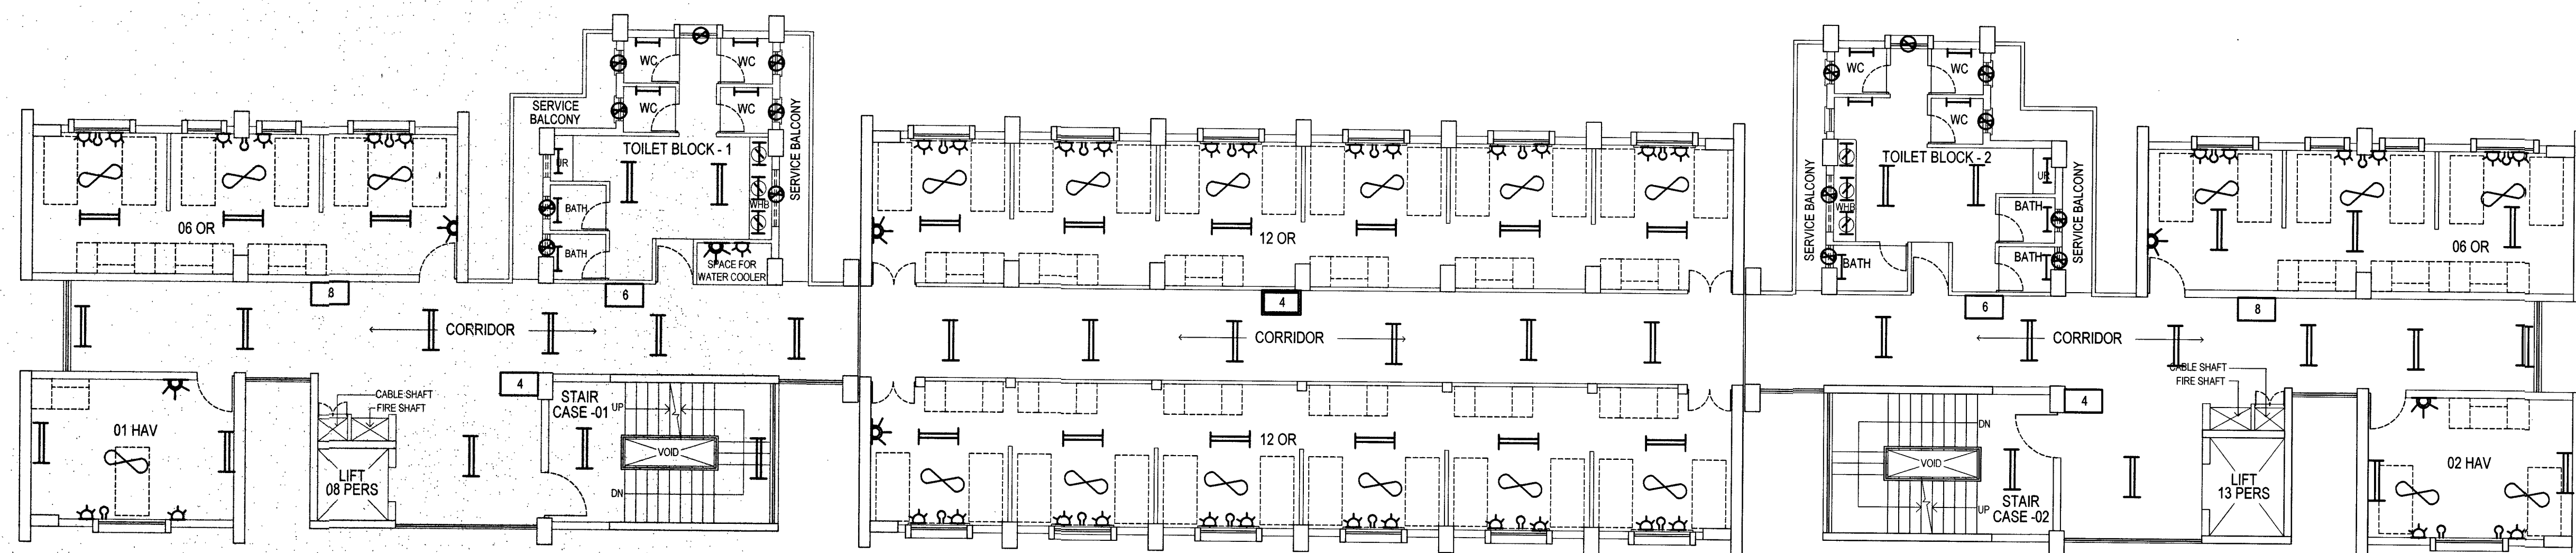 WC
WC
WC
WC
SERVICE
BALCONY
SERVICE BALCONY
TOILET BLOCK - 1
UR
BATH
BATH
WHB
SPACE FOR
WATER COOLER
06 OR
8
6
CORRIDOR
01 HAV
CABLE SHAFT
FIRE SHAFT
LIFT
08 PERS
4
STAIR
CASE -01
UP
VOID
DN
12 OR
4
CORRIDOR
12 OR
WC
WC
WC
SERVICE BALCONY
TOILET BLOCK - 2
UR
WHB
BATH
BATH
BATH
SERVICE BALCONY
06 OR
6
8
CORRIDOR
CABLE SHAFT
FIRE SHAFT
4
DN
VOID
UP
STAIR
CASE -02
LIFT
13 PERS
02 HAV